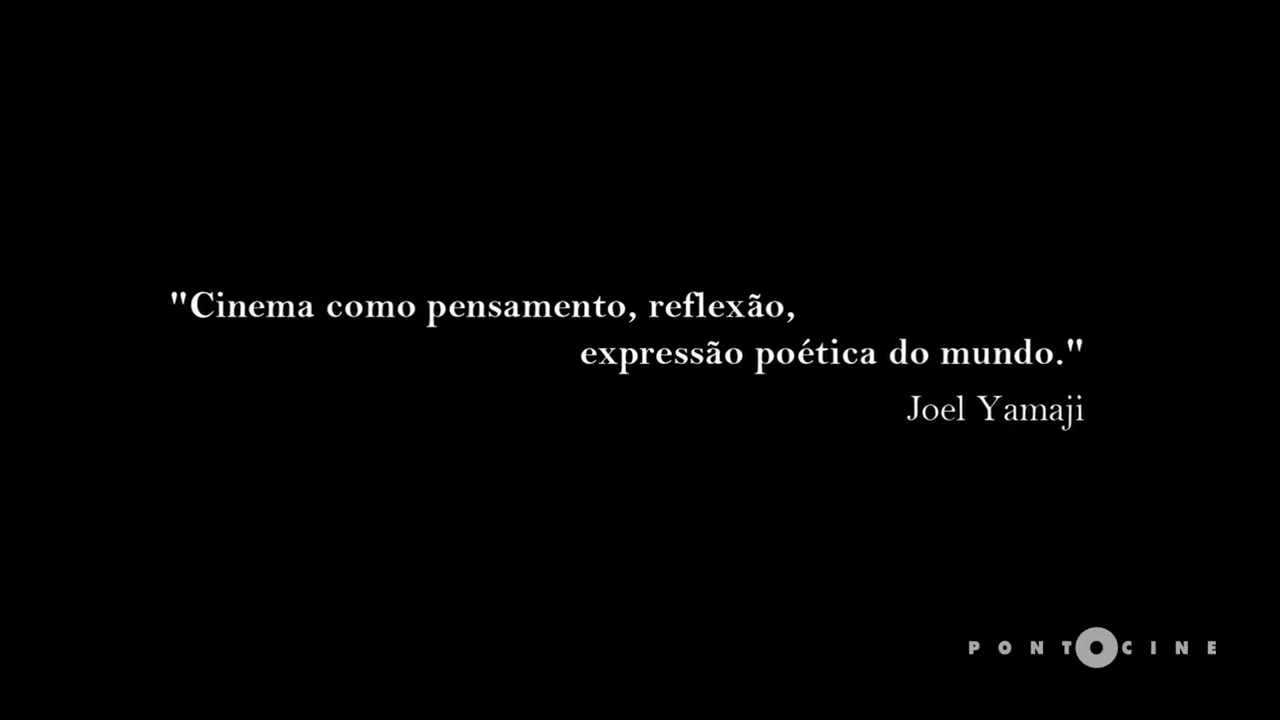 "Cinema como pensamento, reflexão,
expressão poética do mundo."
Joel Yamaji
PONTOCINE